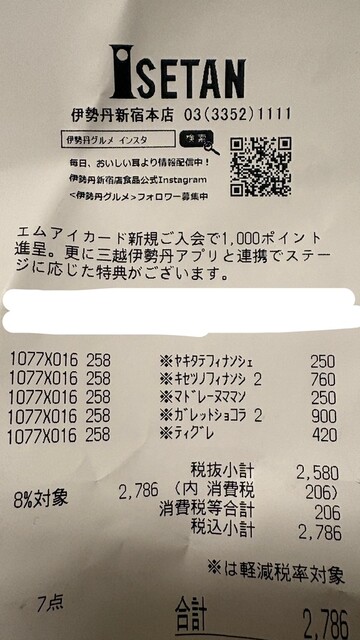 ISETAN
伊勢丹新宿本店 03(3352)1111
伊勢丹グルメ インスタ 検索
毎日、おいしい耳より情報配信中!
伊勢丹新宿店食品公式Instagram
<伊勢丹グルメ>フォロワー募集中
エムアイカード新規ご入会で1,000ポイント
進呈。更に三越伊勢丹アプリと連携でステー
ジに応じた特典がございます。
1077X016 258 ※ヤキタテフィナンシェ 250
1077X016 258 ※キセツノフィナンシ 2 760
1077X016 258 ※マドレーヌママン 250
1077X016 258 ※ガレットショコラ 2 900
1077X016 258 ※ティグレ 420
税抜小計 2,580
8%対象 2,786 (内 消費税 206)
消費税等合計 206
税込小計 2,786
※は軽減税率対象
7点 合計 2,786